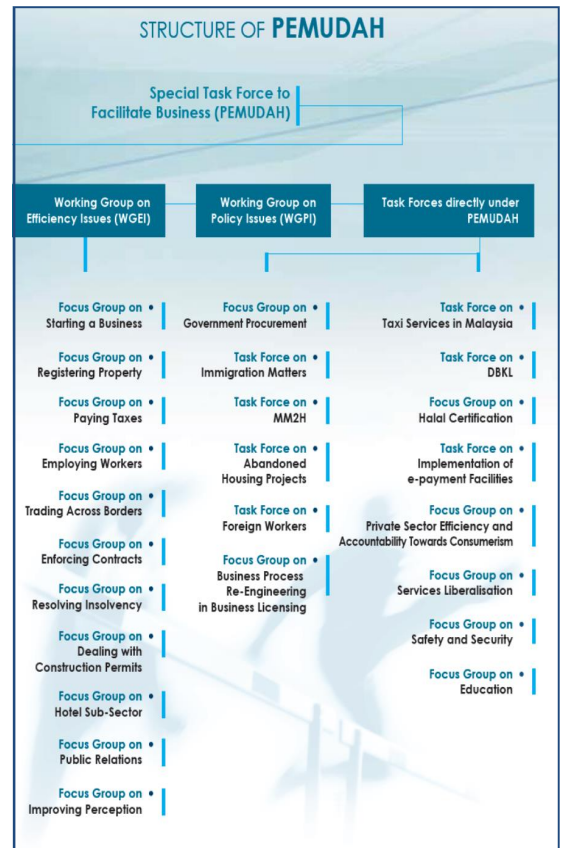 STRUCTURE OF PEMUDAH
Special Task Force to
Facilitate Business (PEMUDAH)
Working Group on
Efficiency Issues (WGEI)
Working Group on
Policy Issues (WGPI)
Task Forces directly under
PEMUDAH
Focus Group on •
Starting a Business
Focus Group on •
Registering Property
Focus Group on •
Paying Taxes
Focus Group on •
Employing Workers
Focus Group on •
Trading Across Borders
Focus Group on •
Enforcing Contracts
Focus Group on •
Resolving Insolvency
Focus Group on •
Dealing with
Construction Permits
Focus Group on •
Hotel Sub-Sector
Focus Group on •
Public Relations
Focus Group on •
Improving Perception
Focus Group on •
Government Procurement
Task Force on •
Immigration Matters
Task Force on •
MM2H
Task Force on •
Abandoned
Housing Projects
Task Force on •
Foreign Workers
Focus Group on •
Business Process
Re-Engineering
in Business Licensing
Task Force on •
Taxi Services in Malaysia
Task Force on •
DBKL
Focus Group on •
Halal Certification
Task Force on •
Implementation of
e-payment Facilities
Focus Group on •
Private Sector Efficiency and
Accountability Towards Consumerism
Focus Group on •
Services Liberalisation
Focus Group on •
Safety and Security
Focus Group on •
Education